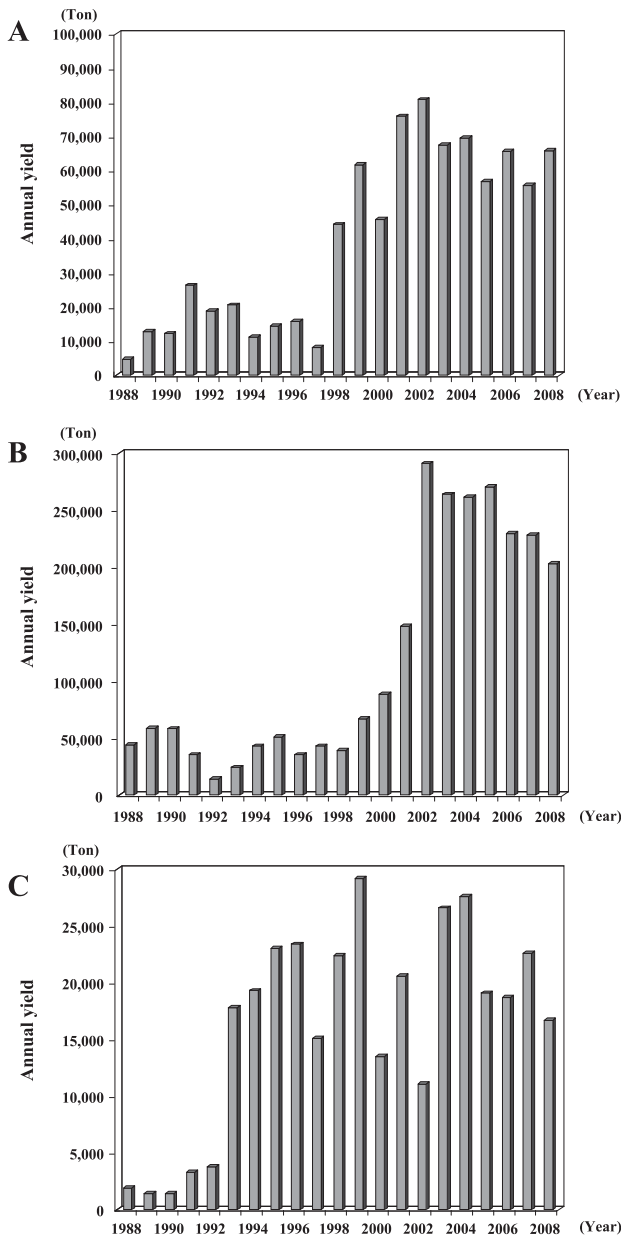 A
(Ton)
100,000
90,000
80,000
70,000
60,000
50,000
40,000
30,000
20,000
10,000
0
Annual yield
1988 1990 1992 1994 1996 1998 2000 2002 2004 2006 2008 (Year)
B
(Ton)
300,000
250,000
200,000
150,000
100,000
50,000
0
Annual yield
1988 1990 1992 1994 1996 1998 2000 2002 2004 2006 2008 (Year)
C
(Ton)
30,000
25,000
20,000
15,000
10,000
5,000
0
Annual yield
1988 1990 1992 1994 1996 1998 2000 2002 2004 2006 2008 (Year)